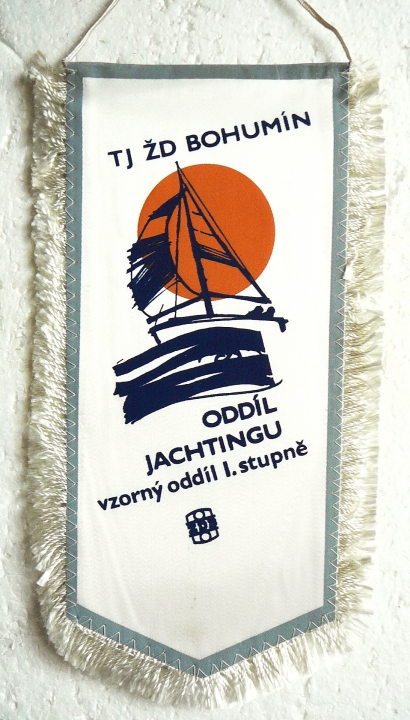 TJ ŽD BOHUMÍN
ODDÍL
JACHTINGU
vzorný oddíl I. stupně